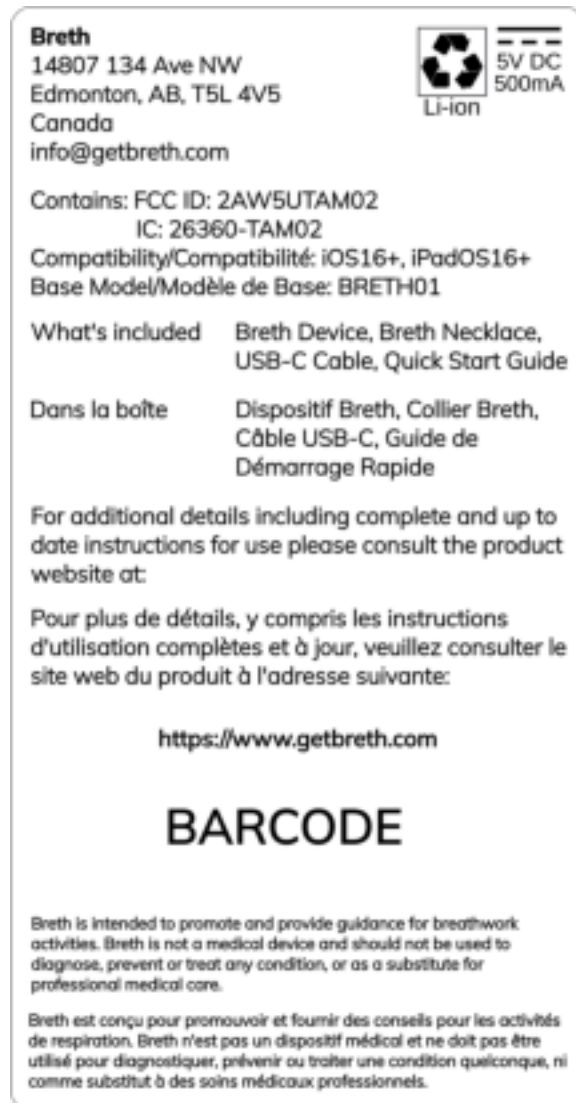 Breth
14807 134 Ave NW
Edmonton, AB, T5L 4V5
Canada
info@getbreth.com
5V DC
500mA
Li-ion
Contains: FCC ID: 2AW5UTAM02
IC: 26360-TAM02
Compatibility/Compatibilité: iOS16+, iPadOS16+
Base Model/Modèle de Base: BRETH01
What's included Breth Device, Breth Necklace,
USB-C Cable, Quick Start Guide
Dans la boîte Dispositif Breth, Collier Breth,
Câble USB-C, Guide de
Démarrage Rapide
For additional details including complete and up to
date instructions for use please consult the product
website at:
Pour plus de détails, y compris les instructions
d'utilisation complètes et à jour, veuillez consulter le
site web du produit à l'adresse suivante:
https://www.getbreth.com
BARCODE
Breth is intended to promote and provide guidance for breathwork
activities. Breth is not a medical device and should not be used to
diagnose, prevent or treat any condition, or as a substitute for
professional medical care.
Breth est conçu pour promouvoir et fournir des conseils pour les activités
de respiration. Breth n'est pas un dispositif médical et ne doit pas être
utilisé pour diagnostiquer, prévenir ou traiter une condition quelconque, ni
comme substitut à des soins médicaux professionnels.